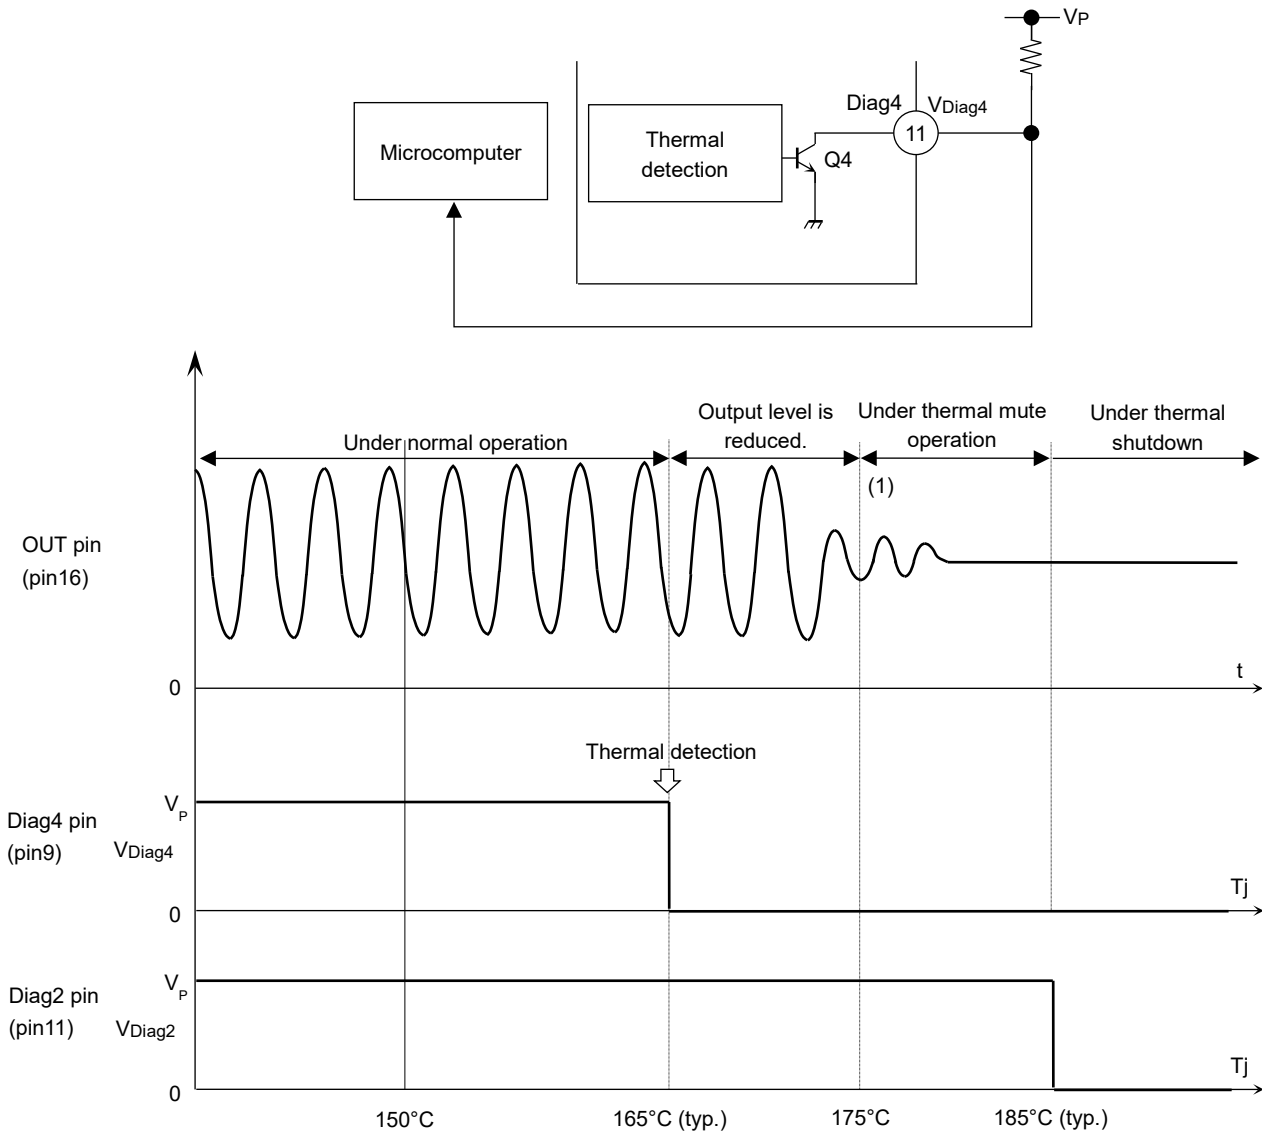 VP
Diag4
VDiag4
11
Microcomputer
Thermal
detection
Q4
Under normal operation
Output level is
reduced.
Under thermal mute
operation
Under thermal
shutdown
(1)
OUT pin
(pin16)
0
t
Thermal detection
VP
Diag4 pin
(pin9)
VDiag4
0
Tj
VP
Diag2 pin
(pin11)
VDiag2
0
Tj
150°C
165°C (typ.)
175°C
185°C (typ.)